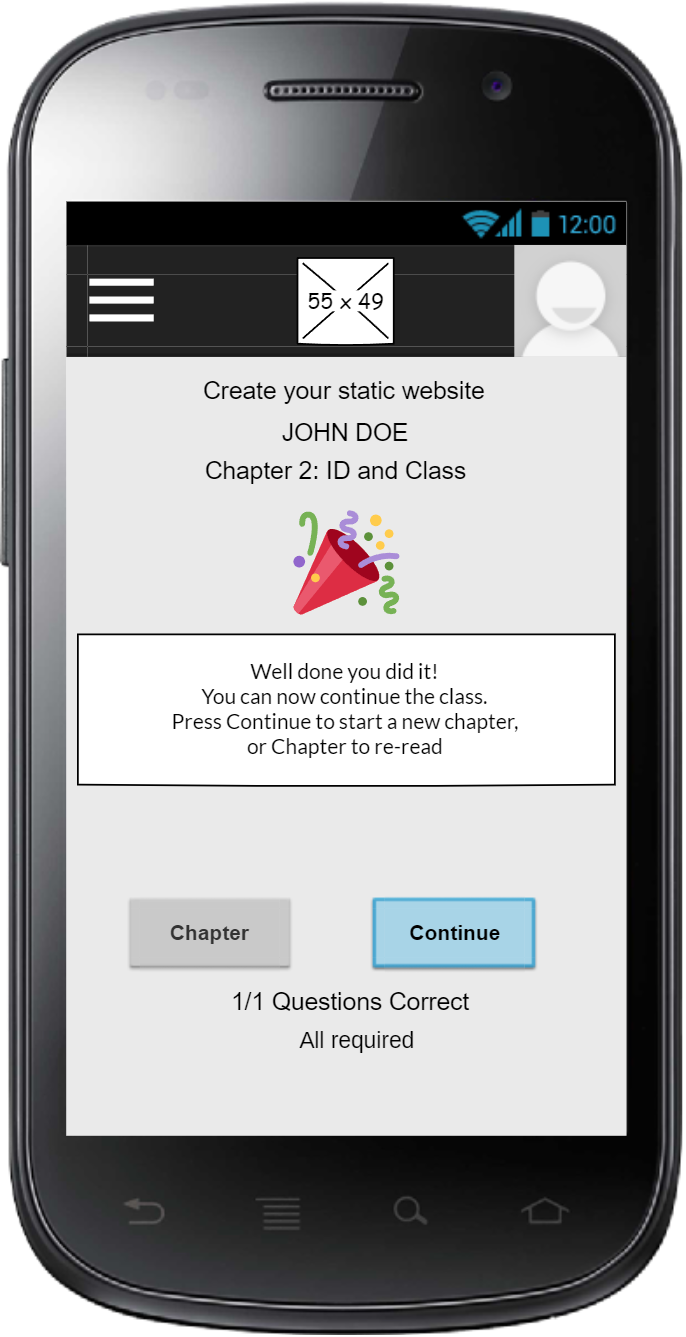 12:00
55 x 49
Create your static website
JOHN DOE
Chapter 2: ID and Class
Well done you did it!
You can now continue the class.
Press Continue to start a new chapter,
or Chapter to re-read
Chapter
Continue
1/1 Questions Correct
All required